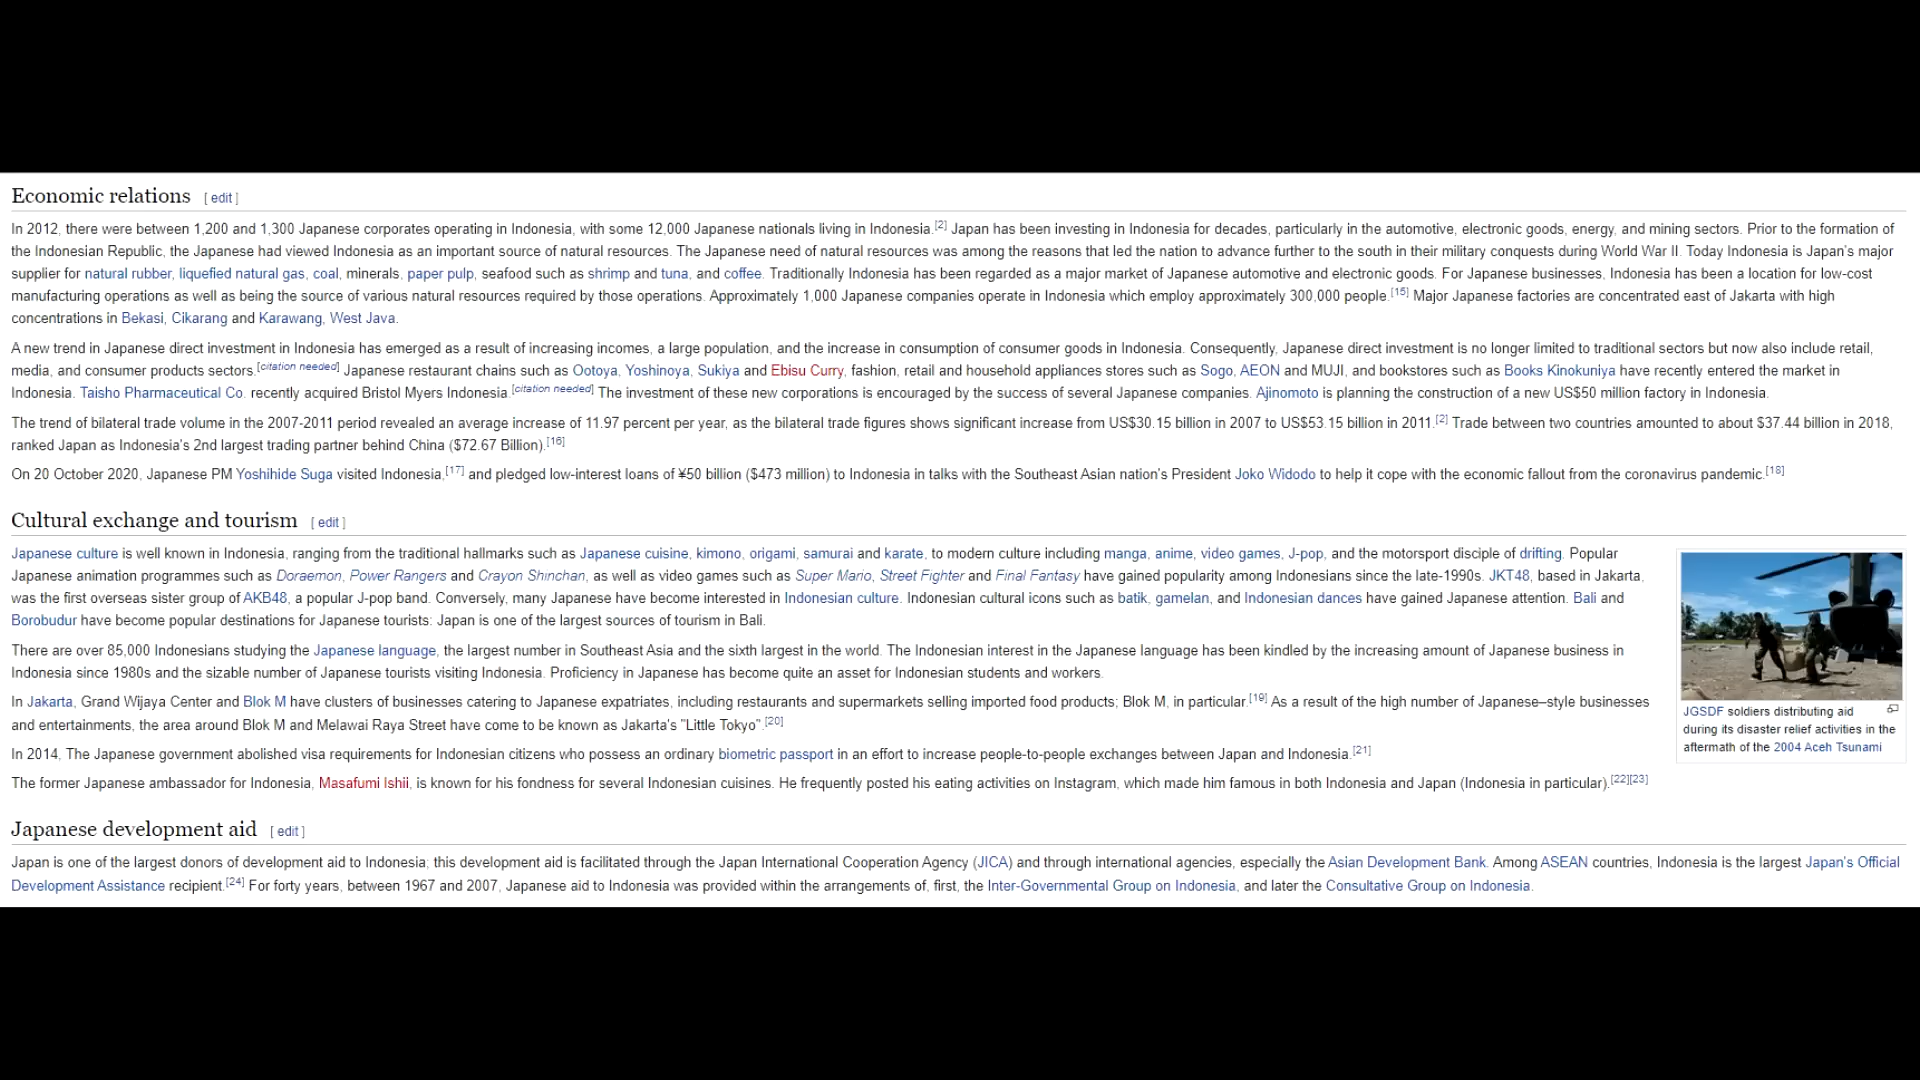 Economic relations [ edit ]
In 2012, there were between 1,200 and 1,300 Japanese corporates operating in Indonesia, with some 12,000 Japanese nationals living in Indonesia.[2] Japan has been investing in Indonesia for decades, particularly in the automotive, electronic goods, energy, and mining sectors. Prior to the formation of
the Indonesian Republic, the Japanese had viewed Indonesia as an important source of natural resources. The Japanese need of natural resources was among the reasons that led the nation to advance further to the south in their military conquests during World War II. Today Indonesia is Japan's major
supplier for natural rubber, liquefied natural gas, coal, minerals, paper pulp, seafood such as shrimp and tuna, and coffee. Traditionally Indonesia has been regarded as a major market of Japanese automotive and electronic goods. For Japanese businesses, Indonesia has been a location for low-cost
manufacturing operations as well as being the source of various natural resources required by those operations. Approximately 1,000 Japanese companies operate in Indonesia which employ approximately 300,000 people.[15] Major Japanese factories are concentrated east of Jakarta with high
concentrations in Bekasi, Cikarang and Karawang, West Java.
A new trend in Japanese direct investment in Indonesia has emerged as a result of increasing incomes, a large population, and the increase in consumption of consumer goods in Indonesia. Consequently, Japanese direct investment is no longer limited to traditional sectors but now also include retail,
media, and consumer products sectors.[citation needed] Japanese restaurant chains such as Ootoya, Yoshinoya, Sukiya and Ebisu Curry, fashion, retail and household appliances stores such as Sogo, AEON and MUJI, and bookstores such as Books Kinokuniya have recently entered the market in
Indonesia. Taisho Pharmaceutical Co. recently acquired Bristol Myers Indonesia.[citation needed] The investment of these new corporations is encouraged by the success of several Japanese companies. Ajinomoto is planning the construction of a new US$50 million factory in Indonesia.
The trend of bilateral trade volume in the 2007-2011 period revealed an average increase of 11.97 percent per year, as the bilateral trade figures shows significant increase from US$30.15 billion in 2007 to US$53.15 billion in 2011.[2] Trade between two countries amounted to about $37.44 billion in 2018,
ranked Japan as Indonesia's 2nd largest trading partner behind China ($72.67 Billion).[16]
On 20 October 2020, Japanese PM Yoshihide Suga visited Indonesia,[17] and pledged low-interest loans of ¥50 billion ($473 million) to Indonesia in talks with the Southeast Asian nation's President Joko Widodo to help it cope with the economic fallout from the coronavirus pandemic.[18]
Cultural exchange and tourism [ edit ]
Japanese culture is well known in Indonesia, ranging from the traditional hallmarks such as Japanese cuisine, kimono, origami, samurai and karate, to modern culture including manga, anime, video games, J-pop, and the motorsport disciple of drifting. Popular
Japanese animation programmes such as Doraemon, Power Rangers and Crayon Shinchan, as well as video games such as Super Mario, Street Fighter and Final Fantasy have gained popularity among Indonesians since the late-1990s. JKT48, based in Jakarta,
was the first overseas sister group of AKB48, a popular J-pop band. Conversely, many Japanese have become interested in Indonesian culture. Indonesian cultural icons such as batik, gamelan, and Indonesian dances have gained Japanese attention. Bali and
Borobudur have become popular destinations for Japanese tourists: Japan is one of the largest sources of tourism in Bali.
There are over 85,000 Indonesians studying the Japanese language, the largest number in Southeast Asia and the sixth largest in the world. The Indonesian interest in the Japanese language has been kindled by the increasing amount of Japanese business in
Indonesia since 1980s and the sizable number of Japanese tourists visiting Indonesia. Proficiency in Japanese has become quite an asset for Indonesian students and workers.
In Jakarta, Grand Wijaya Center and Blok M have clusters of businesses catering to Japanese expatriates, including restaurants and supermarkets selling imported food products; Blok M, in particular.[19] As a result of the high number of Japanese–style businesses
and entertainments, the area around Blok M and Melawai Raya Street have come to be known as Jakarta's "Little Tokyo".[20]
In 2014, The Japanese government abolished visa requirements for Indonesian citizens who possess an ordinary biometric passport in an effort to increase people-to-people exchanges between Japan and Indonesia.[21]
The former Japanese ambassador for Indonesia, Masafumi Ishii, is known for his fondness for several Indonesian cuisines. He frequently posted his eating activities on Instagram, which made him famous in both Indonesia and Japan (Indonesia in particular).[22][23]
JGSDF soldiers distributing aid
during its disaster relief activities in the
aftermath of the 2004 Aceh Tsunami
Japanese development aid [ edit ]
Japan is one of the largest donors of development aid to Indonesia; this development aid is facilitated through the Japan International Cooperation Agency (JICA) and through international agencies, especially the Asian Development Bank. Among ASEAN countries, Indonesia is the largest Japan's Official
Development Assistance recipient.[24] For forty years, between 1967 and 2007, Japanese aid to Indonesia was provided within the arrangements of, first, the Inter-Governmental Group on Indonesia, and later the Consultative Group on Indonesia.